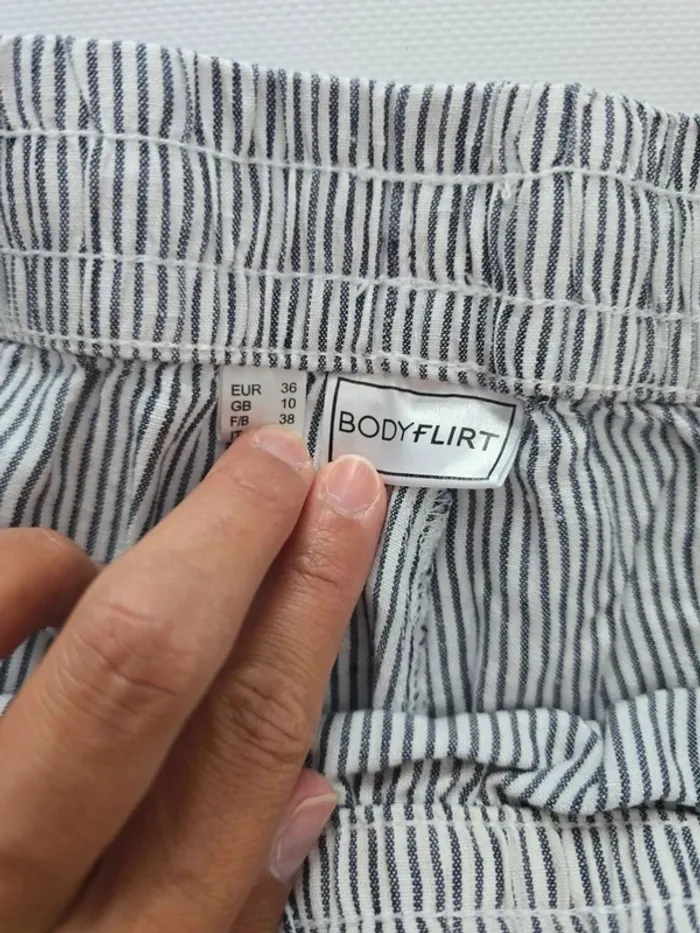 EUR 36
GB 10
F/B 38
BODYFLIRT